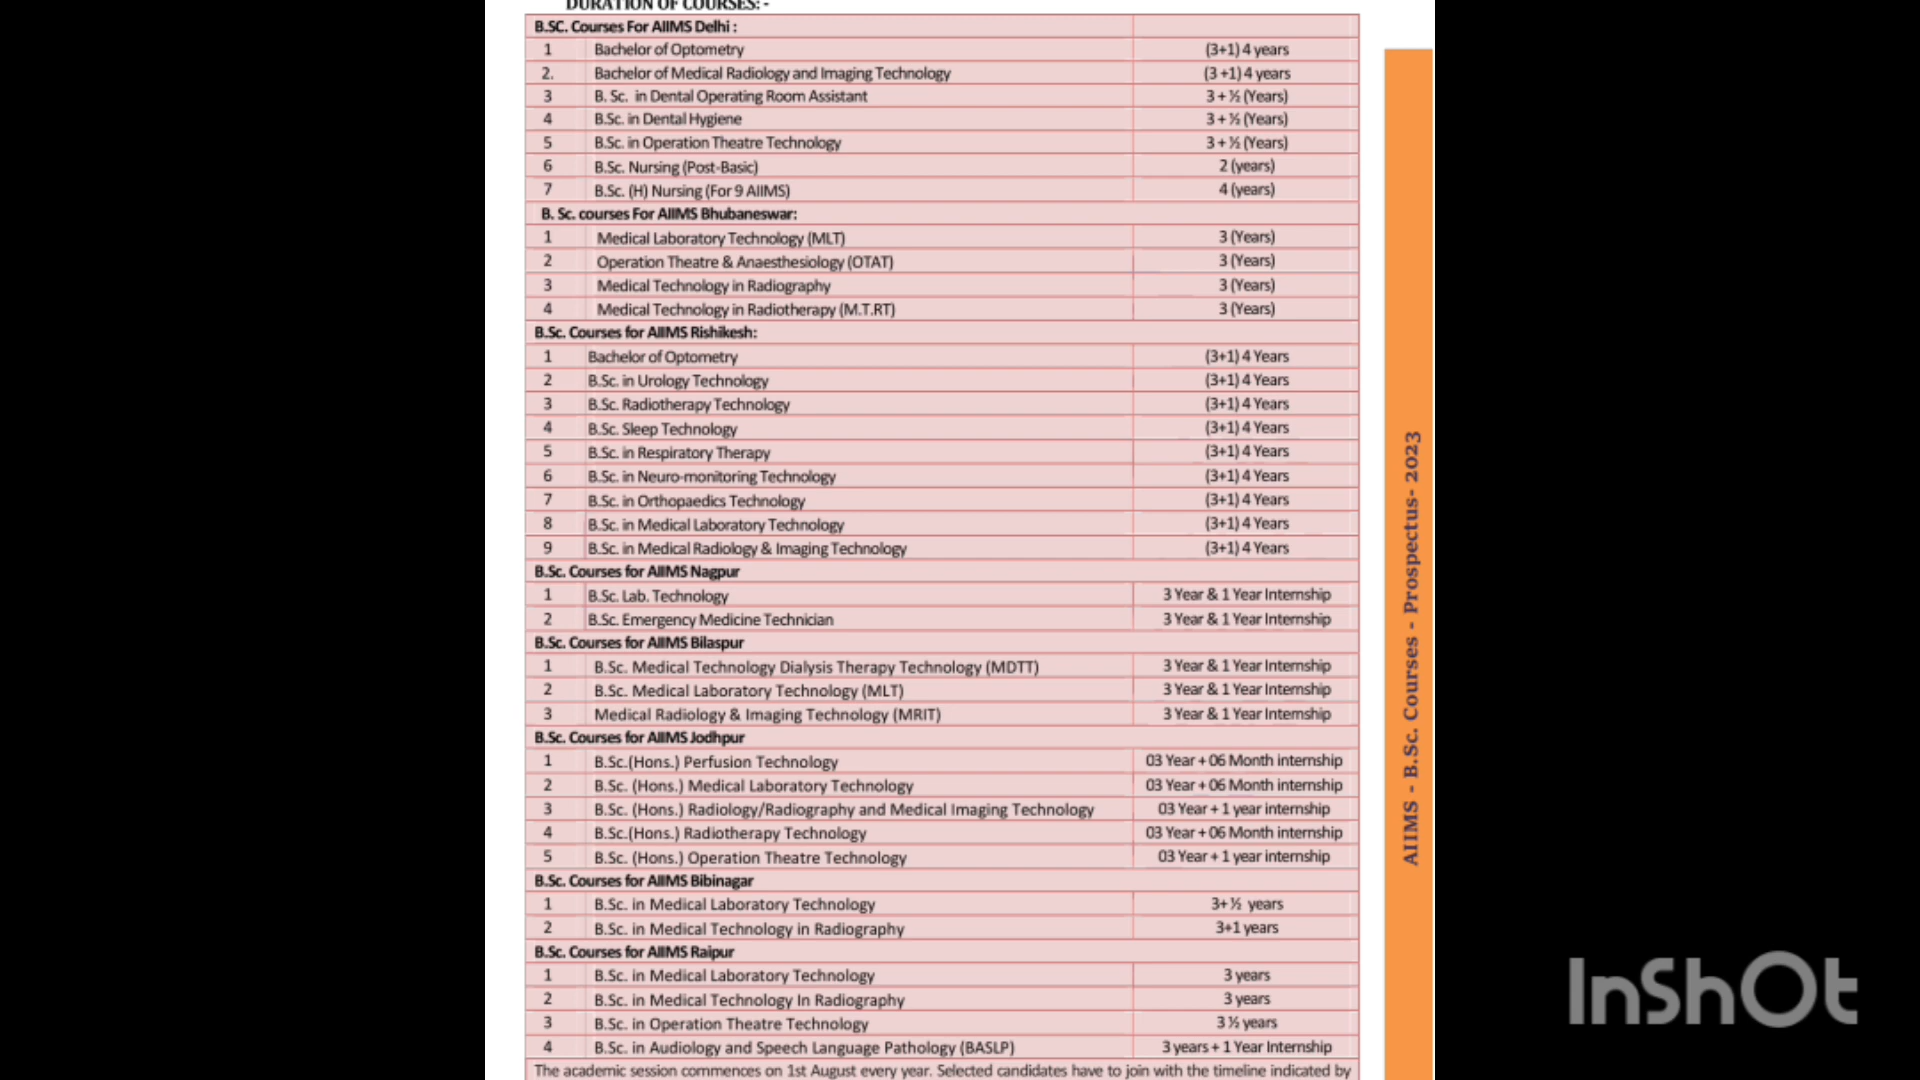 DURATION OF COURSES: -
B.SC. Courses For AIIMS Delhi :
1 Bachelor of Optometry (3+1) 4 years
2. Bachelor of Medical Radiology and Imaging Technology (3 +1) 4 years
3 B. Sc. in Dental Operating Room Assistant 3 + ½ (Years)
4 B.Sc. in Dental Hygiene 3 + ½ (Years)
5 B.Sc. in Operation Theatre Technology 3 + ½ (Years)
6 B.Sc. Nursing (Post-Basic) 2 (years)
7 B.Sc. (H) Nursing (For 9 AIIMS) 4 (years)
B. Sc. courses For AIIMS Bhubaneswar:
1 Medical Laboratory Technology (MLT) 3 (Years)
2 Operation Theatre & Anaesthesiology (OTAT) 3 (Years)
3 Medical Technology in Radiography 3 (Years)
4 Medical Technology in Radiotherapy (M.T.RT) 3 (Years)
B.Sc. Courses for AIIMS Rishikesh:
1 Bachelor of Optometry (3+1) 4 Years
2 B.Sc. in Urology Technology (3+1) 4 Years
3 B.Sc. Radiotherapy Technology (3+1) 4 Years
4 B.Sc. Sleep Technology (3+1) 4 Years
5 B.Sc. in Respiratory Therapy (3+1) 4 Years
6 B.Sc. in Neuro-monitoring Technology (3+1) 4 Years
7 B.Sc. in Orthopaedics Technology (3+1) 4 Years
8 B.Sc. in Medical Laboratory Technology (3+1) 4 Years
9 B.Sc. in Medical Radiology & Imaging Technology (3+1) 4 Years
B.Sc. Courses for AIIMS Nagpur
1 B.Sc. Lab. Technology 3 Year & 1 Year Internship
2 B.Sc. Emergency Medicine Technician 3 Year & 1 Year Internship
B.Sc. Courses for AIIMS Bilaspur
1 B.Sc. Medical Technology Dialysis Therapy Technology (MDTT) 3 Year & 1 Year Internship
2 B.Sc. Medical Laboratory Technology (MLT) 3 Year & 1 Year Internship
3 Medical Radiology & Imaging Technology (MRIT) 3 Year & 1 Year Internship
B.Sc. Courses for AIIMS Jodhpur
1 B.Sc.(Hons.) Perfusion Technology 03 Year + 06 Month internship
2 B.Sc. (Hons.) Medical Laboratory Technology 03 Year + 06 Month internship
3 B.Sc. (Hons.) Radiology/Radiography and Medical Imaging Technology 03 Year + 1 year internship
4 B.Sc.(Hons.) Radiotherapy Technology 03 Year + 06 Month internship
5 B.Sc. (Hons.) Operation Theatre Technology 03 Year + 1 year internship
B.Sc. Courses for AIIMS Bibinagar
1 B.Sc. in Medical Laboratory Technology 3+ ½ years
2 B.Sc. in Medical Technology in Radiography 3+1 years
B.Sc. Courses for AIIMS Raipur
1 B.Sc. in Medical Laboratory Technology 3 years
2 B.Sc. in Medical Technology In Radiography 3 years
3 B.Sc. in Operation Theatre Technology 3 ½ years
4 B.Sc. in Audiology and Speech Language Pathology (BASLP) 3 years + 1 Year Internship
The academic session commences on 1st August every year. Selected candidates have to join with the timeline indicated by
AIIMS - B.Sc. Courses - Prospectus- 2023
InShOt